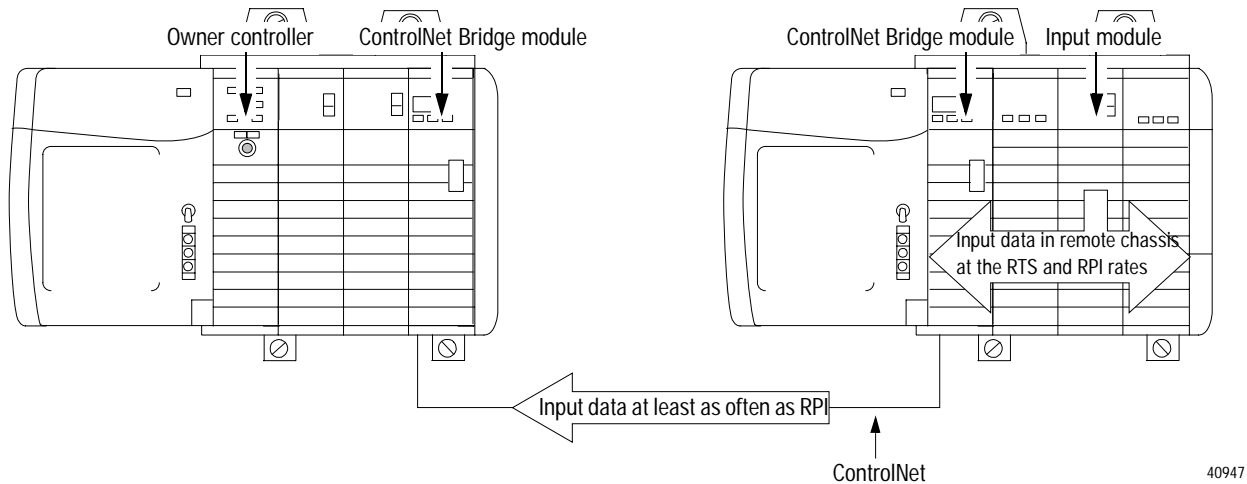 Owner controller
ControlNet Bridge module
ControlNet Bridge module
Input module
Input data in remote chassis
at the RTS and RPI rates
Input data at least as often as RPI
ControlNet
40947